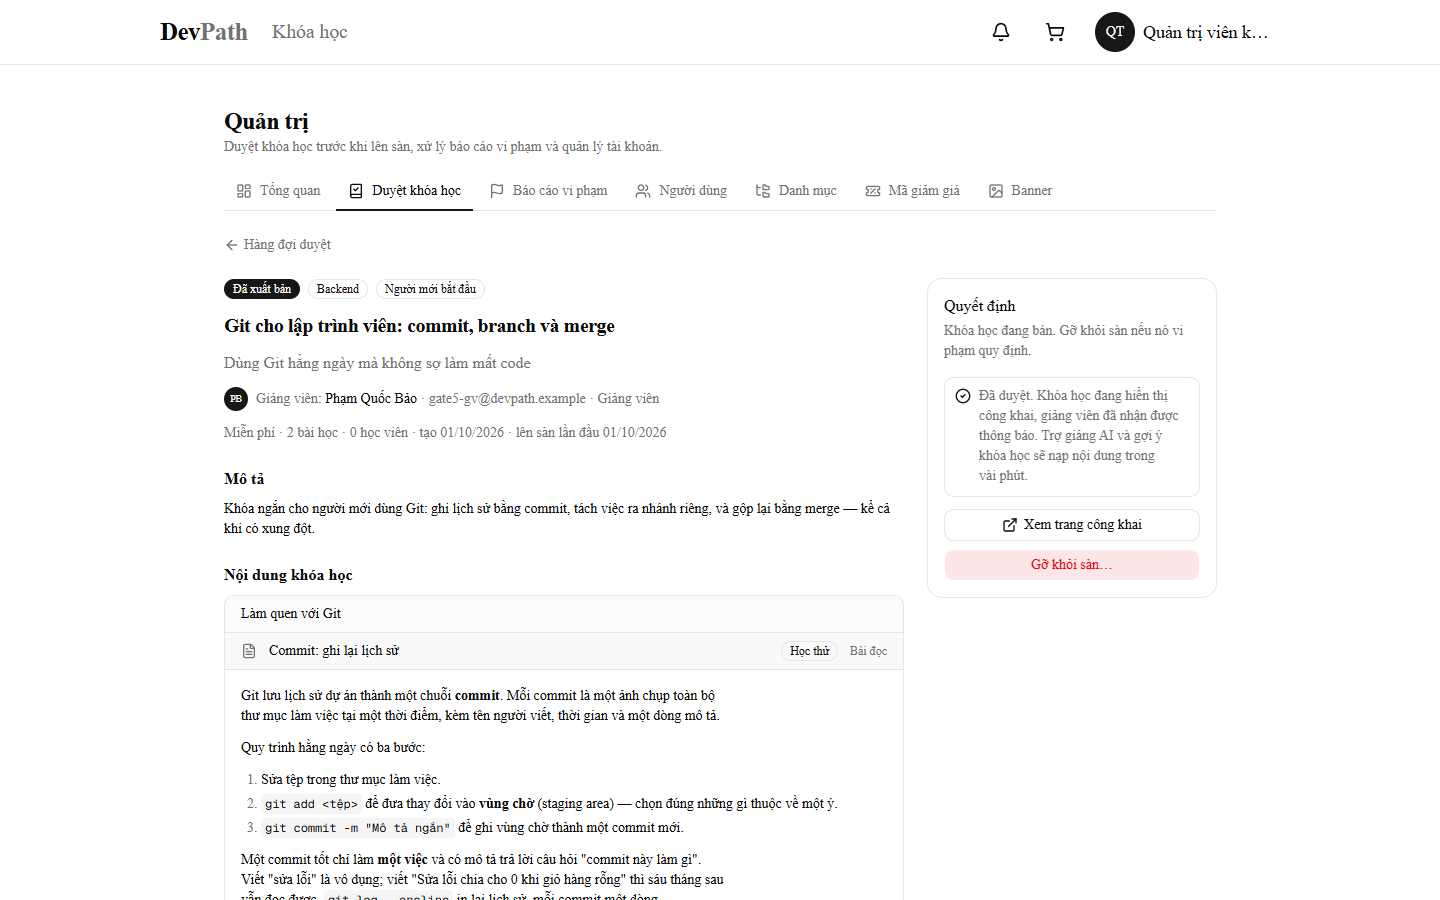 DevPath
Khóa học
QT
Quản trị viên k…
Quản trị
Duyệt khóa học trước khi lên sàn, xử lý báo cáo vi phạm và quản lý tài khoản.
Tổng quan
Duyệt khóa học
Báo cáo vi phạm
Người dùng
Danh mục
Mã giảm giá
Banner
Hàng đợi duyệt
Đã xuất bản
Backend
Người mới bắt đầu
Git cho lập trình viên: commit, branch và merge
Dùng Git hằng ngày mà không sợ làm mất code
PB
Giảng viên: Phạm Quốc Bảo · gate5-gv@devpath.example · Giảng viên
Miễn phí · 2 bài học · 0 học viên · tạo 01/10/2026 · lên sàn lần đầu 01/10/2026
Mô tả
Khóa ngắn cho người mới dùng Git: ghi lịch sử bằng commit, tách việc ra nhánh riêng, và gộp lại bằng merge — kể cả
khi có xung đột.
Nội dung khóa học
Làm quen với Git
Commit: ghi lại lịch sử
Học thử
Bài đọc
Git lưu lịch sử dự án thành một chuỗi commit. Mỗi commit là một ảnh chụp toàn bộ
thư mục làm việc tại một thời điểm, kèm tên người viết, thời gian và một dòng mô tả.
Quy trình hằng ngày có ba bước:
1. Sửa tệp trong thư mục làm việc.
2. git add <tệp> để đưa thay đổi vào vùng chờ (staging area) — chọn đúng những gì thuộc về một ý.
3. git commit -m "Mô tả ngắn" để ghi vùng chờ thành một commit mới.
Một commit tốt chỉ làm một việc và có mô tả trả lời câu hỏi "commit này làm gì".
Viết "sửa lỗi" là vô dụng; viết "Sửa lỗi chia cho 0 khi giỏ hàng rỗng" thì sáu tháng sau
vẫn đọc được. git log --oneline in lại lịch sử, mỗi commit một dòng.
Quyết định
Khóa học đang bán. Gỡ khỏi sàn nếu nó vi
phạm quy định.
Đã duyệt. Khóa học đang hiển thị
công khai, giảng viên đã nhận được
thông báo. Trợ giảng AI và gợi ý
khóa học sẽ nạp nội dung trong
vài phút.
Xem trang công khai
Gỡ khỏi sàn…